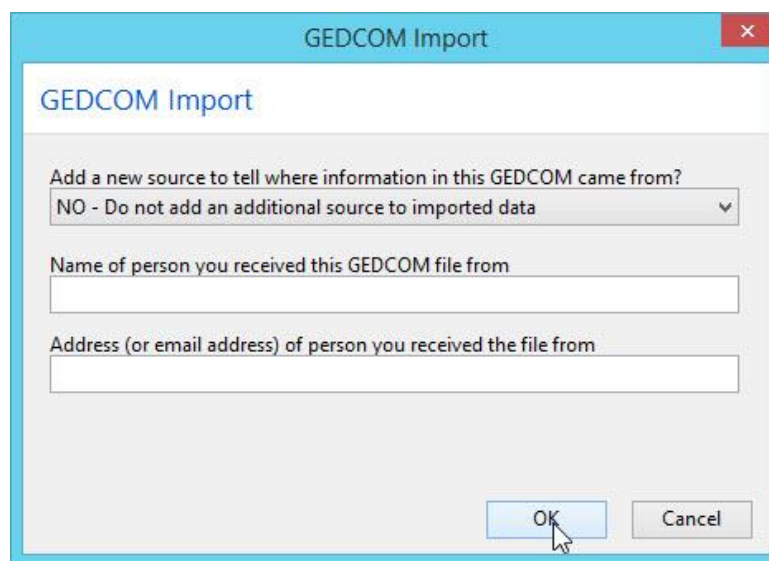 GEDCOM Import
GEDCOM Import
Add a new source to tell where information in this GEDCOM came from?
NO - Do not add an additional source to imported data
Name of person you received this GEDCOM file from
Address (or email address) of person you received the file from
OK Cancel